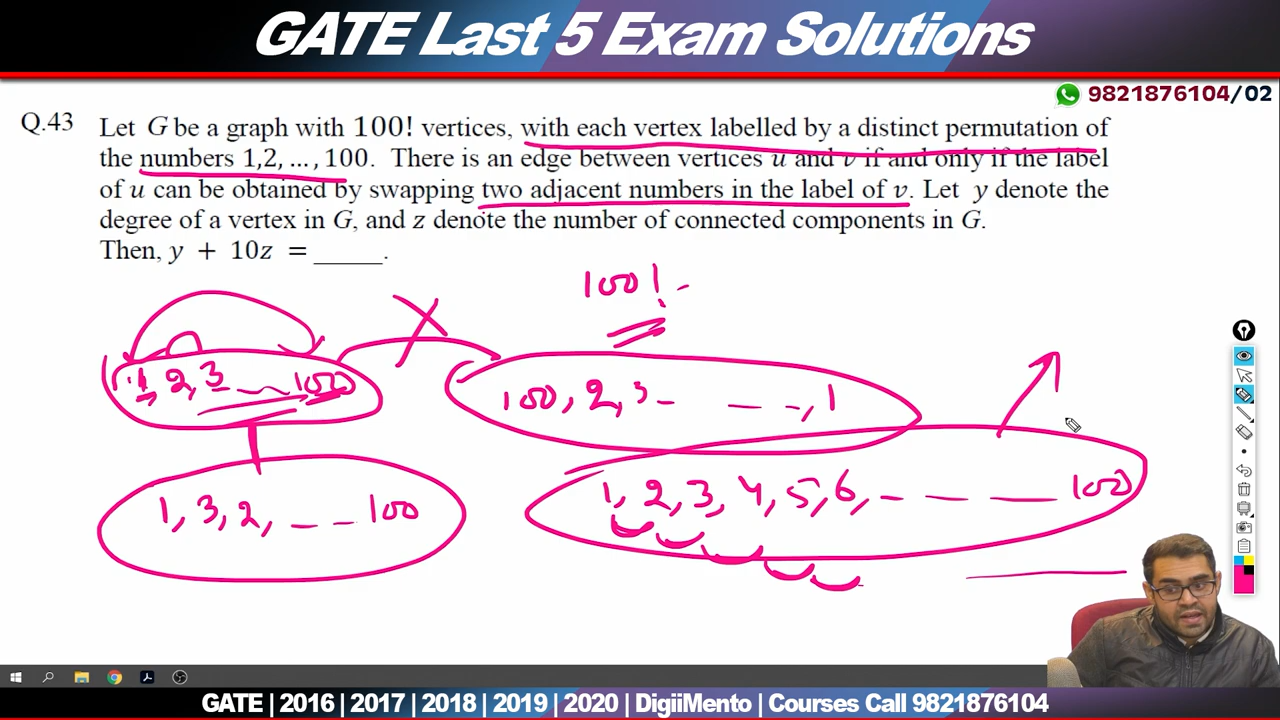 GATE Last 5 Exam Solutions
9821876104/02
Q.43 Let G be a graph with 100! vertices, with each vertex labelled by a distinct permutation of
the numbers 1,2, ... , 100. There is an edge between vertices u and v if and only if the label
of u can be obtained by swapping two adjacent numbers in the label of v. Let y denote the
degree of a vertex in G, and z denote the number of connected components in G.
Then, y + 10z = _____.
100!
1, 2, 3 _ _ 100
100, 2, 3 _ _ _ -, 1
1, 2, 3, 4, 5, 6, _ _ _ 100
1, 3, 2, _ _ 100
GATE | 2016 | 2017 | 2018 | 2019 | 2020 | DigiiMento | Courses Call 9821876104